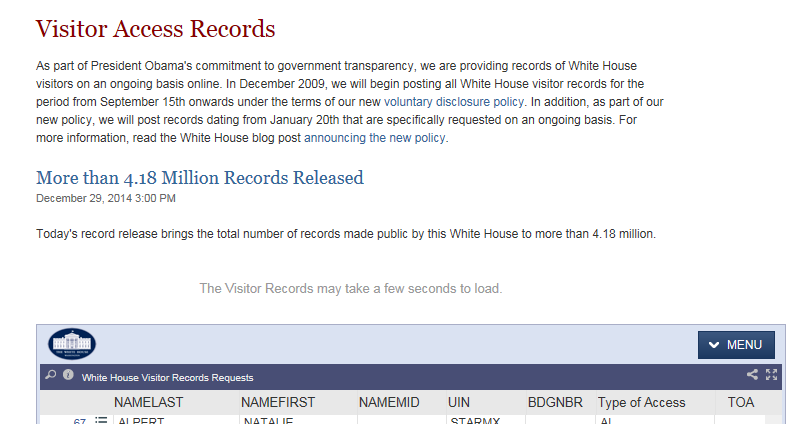 Visitor Access Records
As part of President Obama's commitment to government transparency, we are providing records of White House
visitors on an ongoing basis online. In December 2009, we will begin posting all White House visitor records for the
period from September 15th onwards under the terms of our new voluntary disclosure policy. In addition, as part of our
new policy, we will post records dating from January 20th that are specifically requested on an ongoing basis. For
more information, read the White House blog post announcing the new policy.
More than 4.18 Million Records Released
December 29, 2014 3:00 PM
Today's record release brings the total number of records made public by this White House to more than 4.18 million.
The Visitor Records may take a few seconds to load.
THE WHITE HOUSE
MENU
White House Visitor Records Requests
NAMELAST NAMEFIRST NAMEMID UIN BDGNBR Type of Access TOA
67 ALPERT NATALIE STARMX